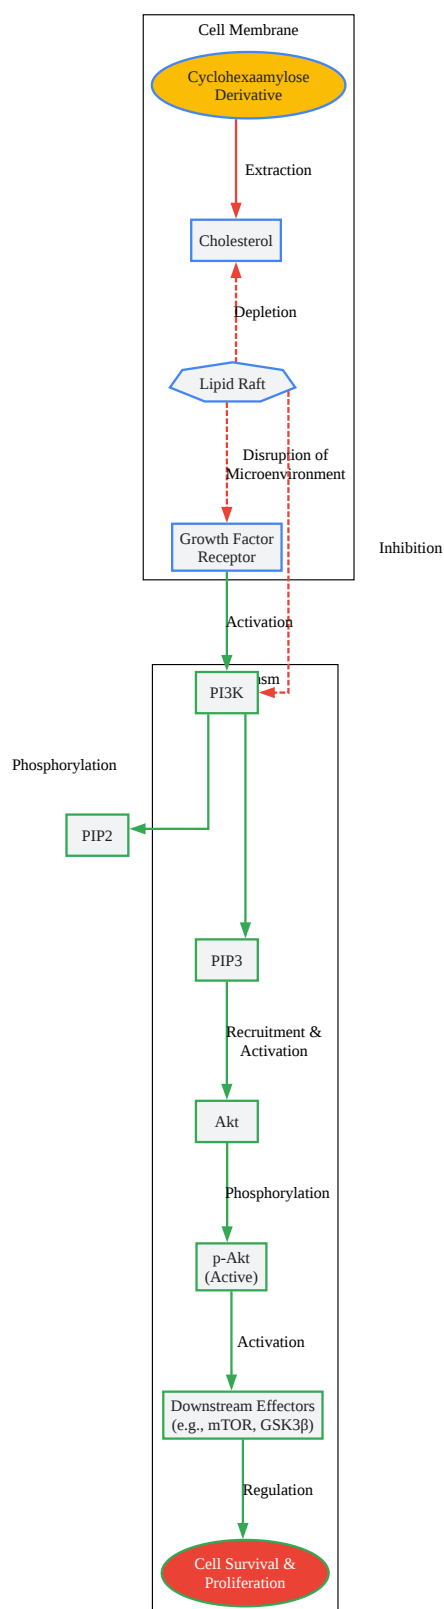 Cell Membrane
Cyclohexaamylose
Derivative
Extraction
Cholesterol
Depletion
Lipid Raft
Disruption of
Microenvironment
Growth Factor
Receptor
Inhibition
Activation
PI3K
Phosphorylation
PIP2
PIP3
Recruitment &
Activation
Akt
Phosphorylation
p-Akt
(Active)
Activation
Downstream Effectors
(e.g., mTOR, GSK3β)
Regulation
Cell Survival &
Proliferation